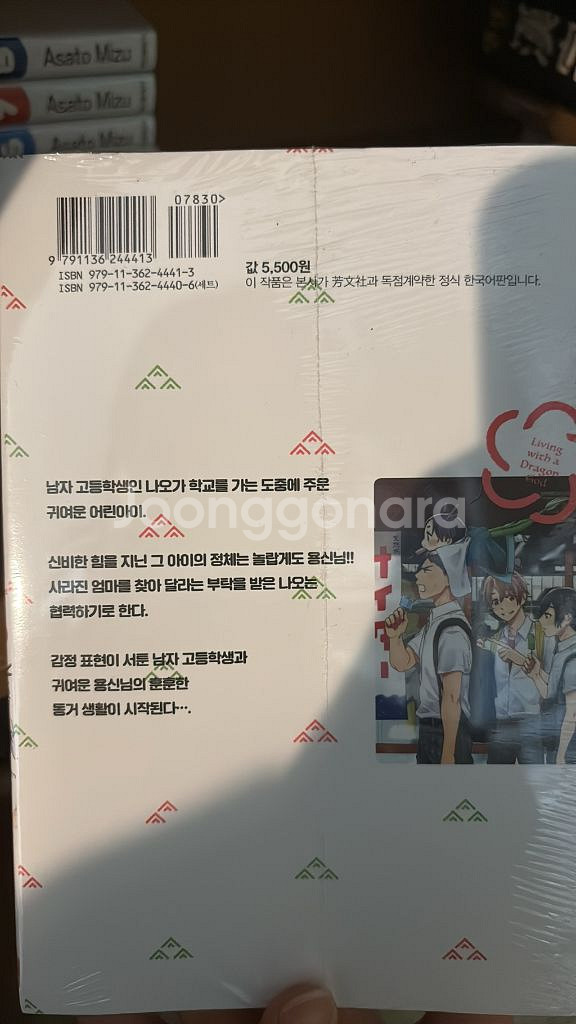 Asato Mizu
Asato Mizu
Asato Mizu
07830>
9 791136 244413
ISBN 979-11-362-4441-3
ISBN 979-11-362-4440-6(세트)
값 5,500원
이 작품은 본사가 芳文社과 독점계약한 정식 한국어판입니다.
Living
with a
Dragon
God
남자 고등학생인 나오가 학교를 가는 도중에 주운
귀여운 어린아이.
Joonggonara
신비한 힘을 지닌 그 아이의 정체는 놀랍게도 용신님!!
사라진 엄마를 찾아 달라는 부탁을 받은 나오는
협력하기로 한다.
감정 표현이 서툰 남자 고등학생과
귀여운 용신님의 훈훈한
동거 생활이 시작된다….